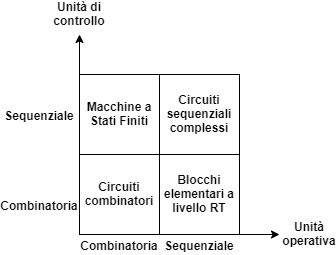 Unità di
controllo
Sequenziale
Macchine a
Stati Finiti
Circuiti
sequenziali
complessi
Combinatoria
Circuiti
combinatori
Blocchi
elementari a
livello RT
Combinatoria
Sequenziale
Unità
operativa